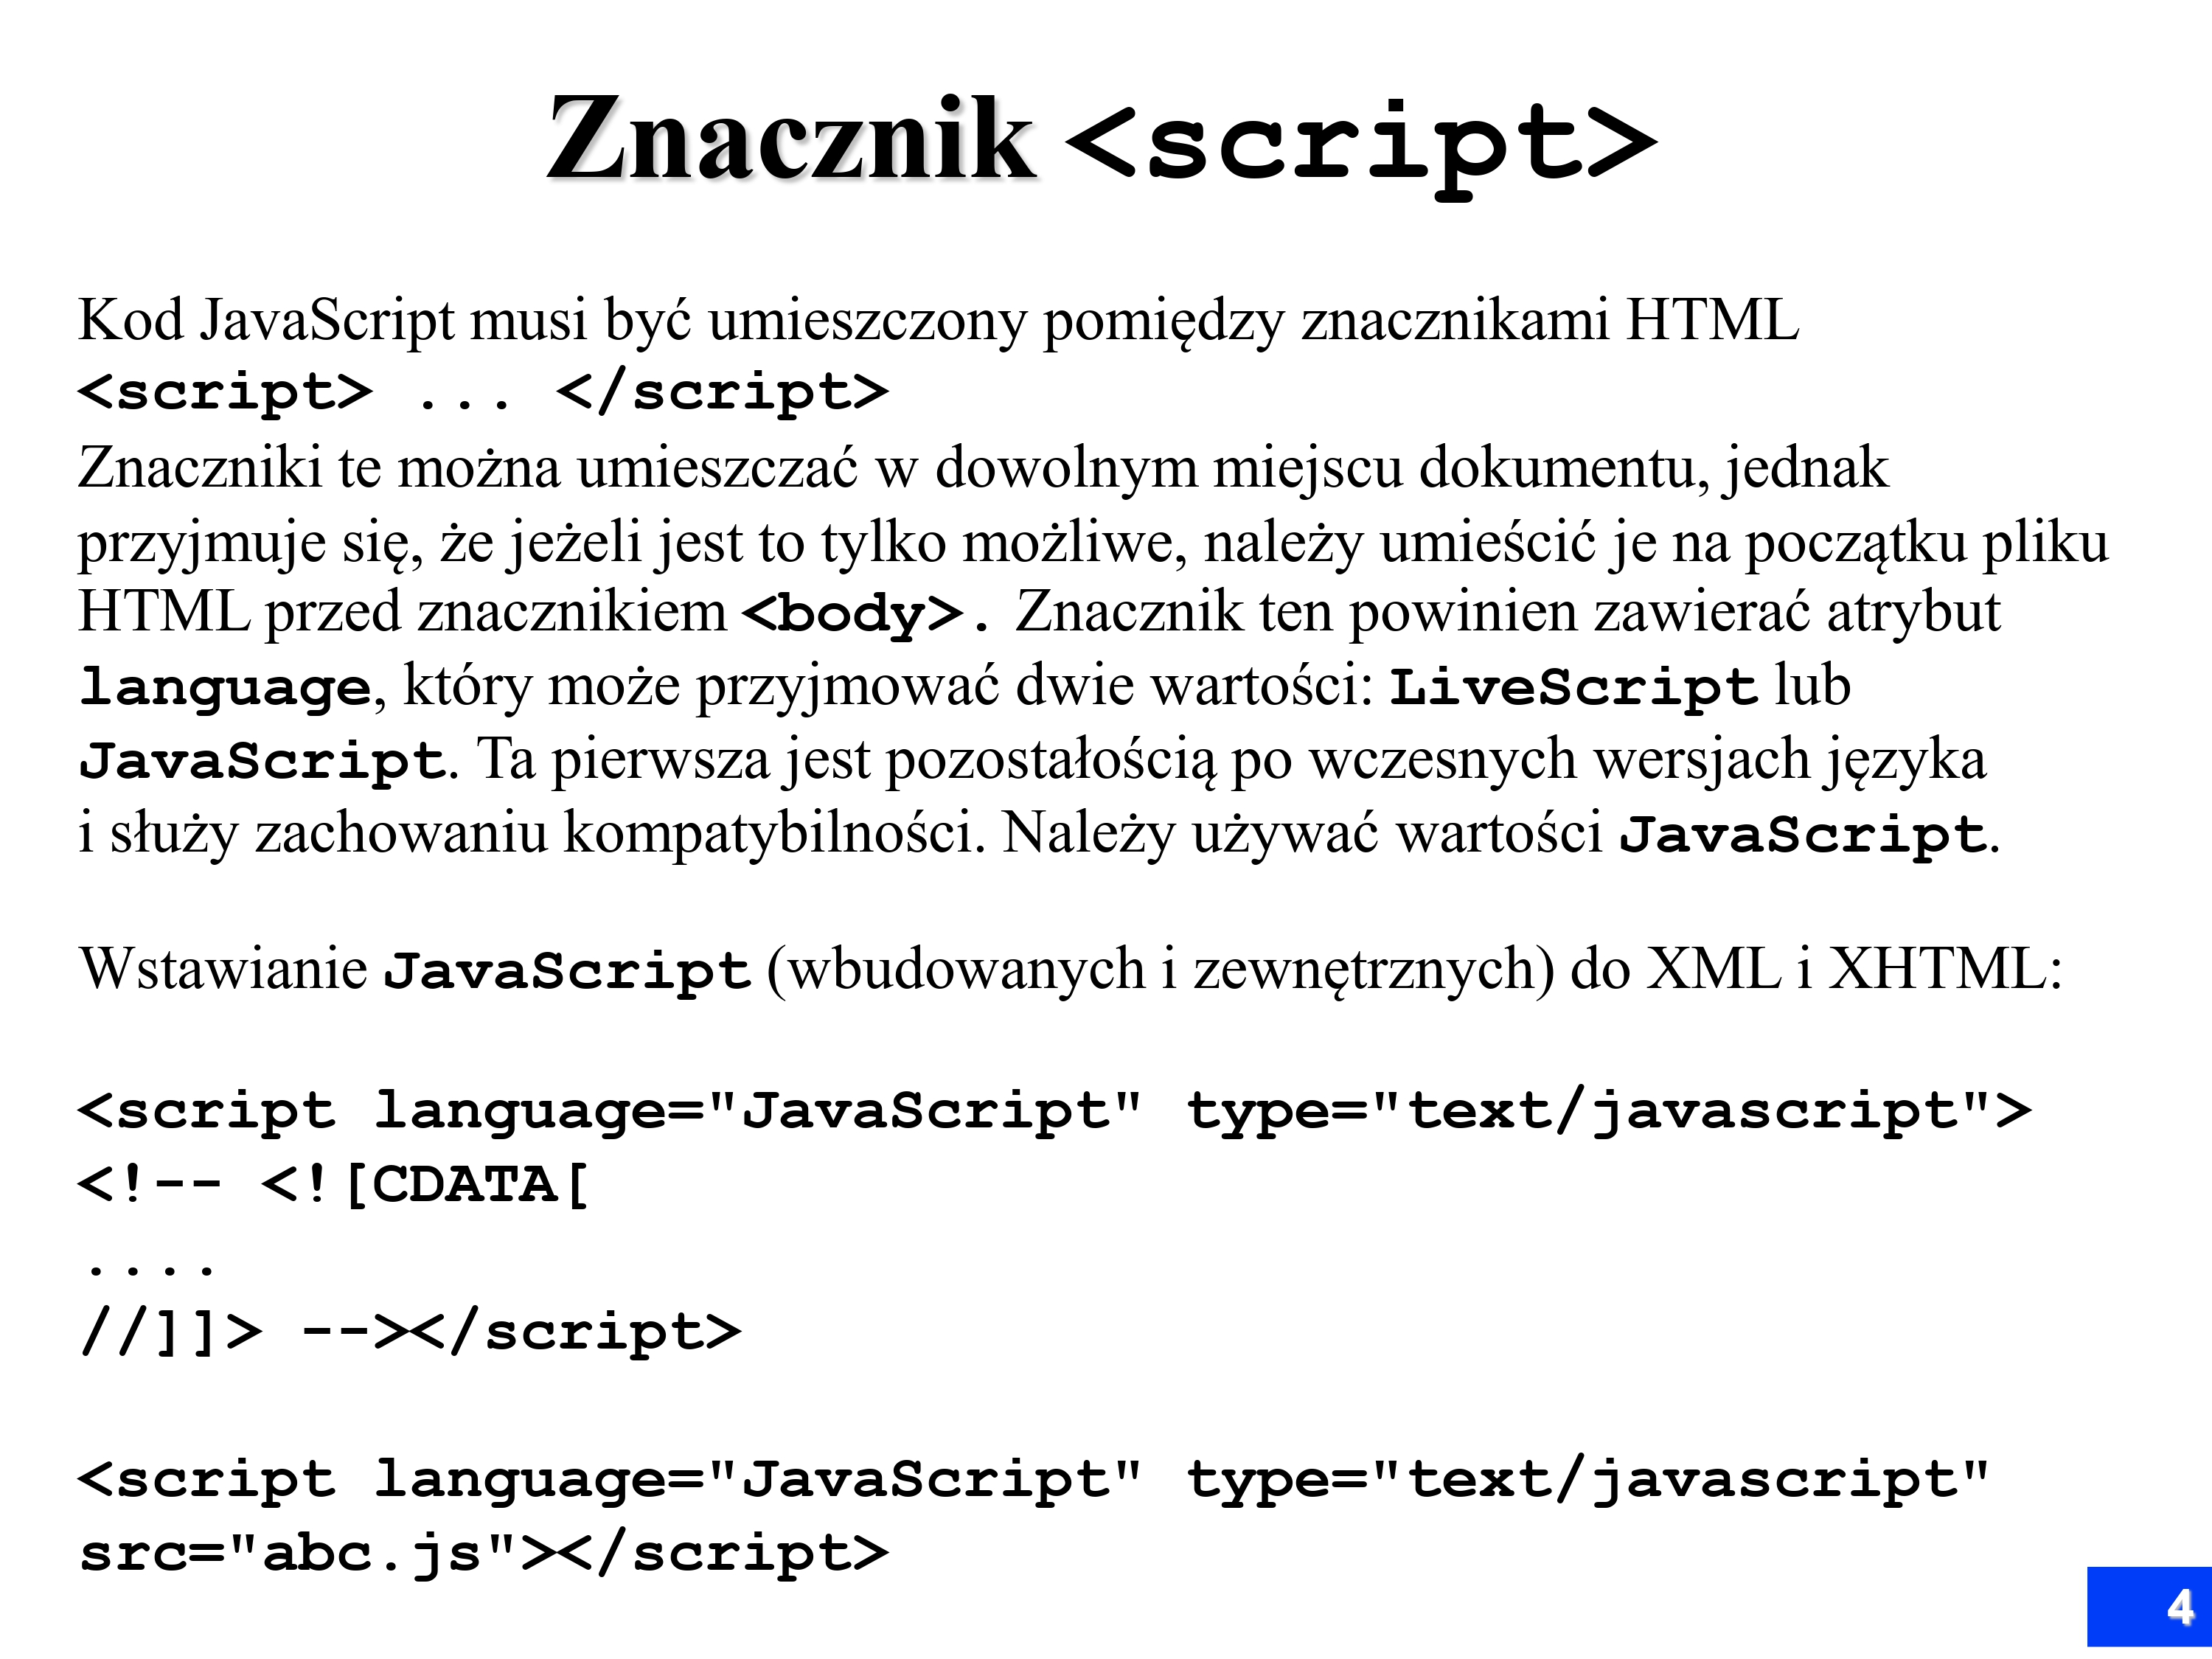 Znacznik <script>
Kod JavaScript musi być umieszczony pomiędzy znacznikami HTML
<script> ... </script>
Znaczniki te można umieszczać w dowolnym miejscu dokumentu, jednak
przyjmuje się, że jeżeli jest to tylko możliwe, należy umieścić je na początku pliku
HTML przed znacznikiem <body>. Znacznik ten powinien zawierać atrybut
language, który może przyjmować dwie wartości: LiveScript lub
JavaScript. Ta pierwsza jest pozostałością po wczesnych wersjach języka
i służy zachowaniu kompatybilności. Należy używać wartości JavaScript.
Wstawianie JavaScript (wbudowanych i zewnętrznych) do XML i XHTML:
<script language="JavaScript" type="text/javascript">
<!-- <![CDATA[
....
//]]> --></script>
<script language="JavaScript" type="text/javascript"
src="abc.js"></script>
4